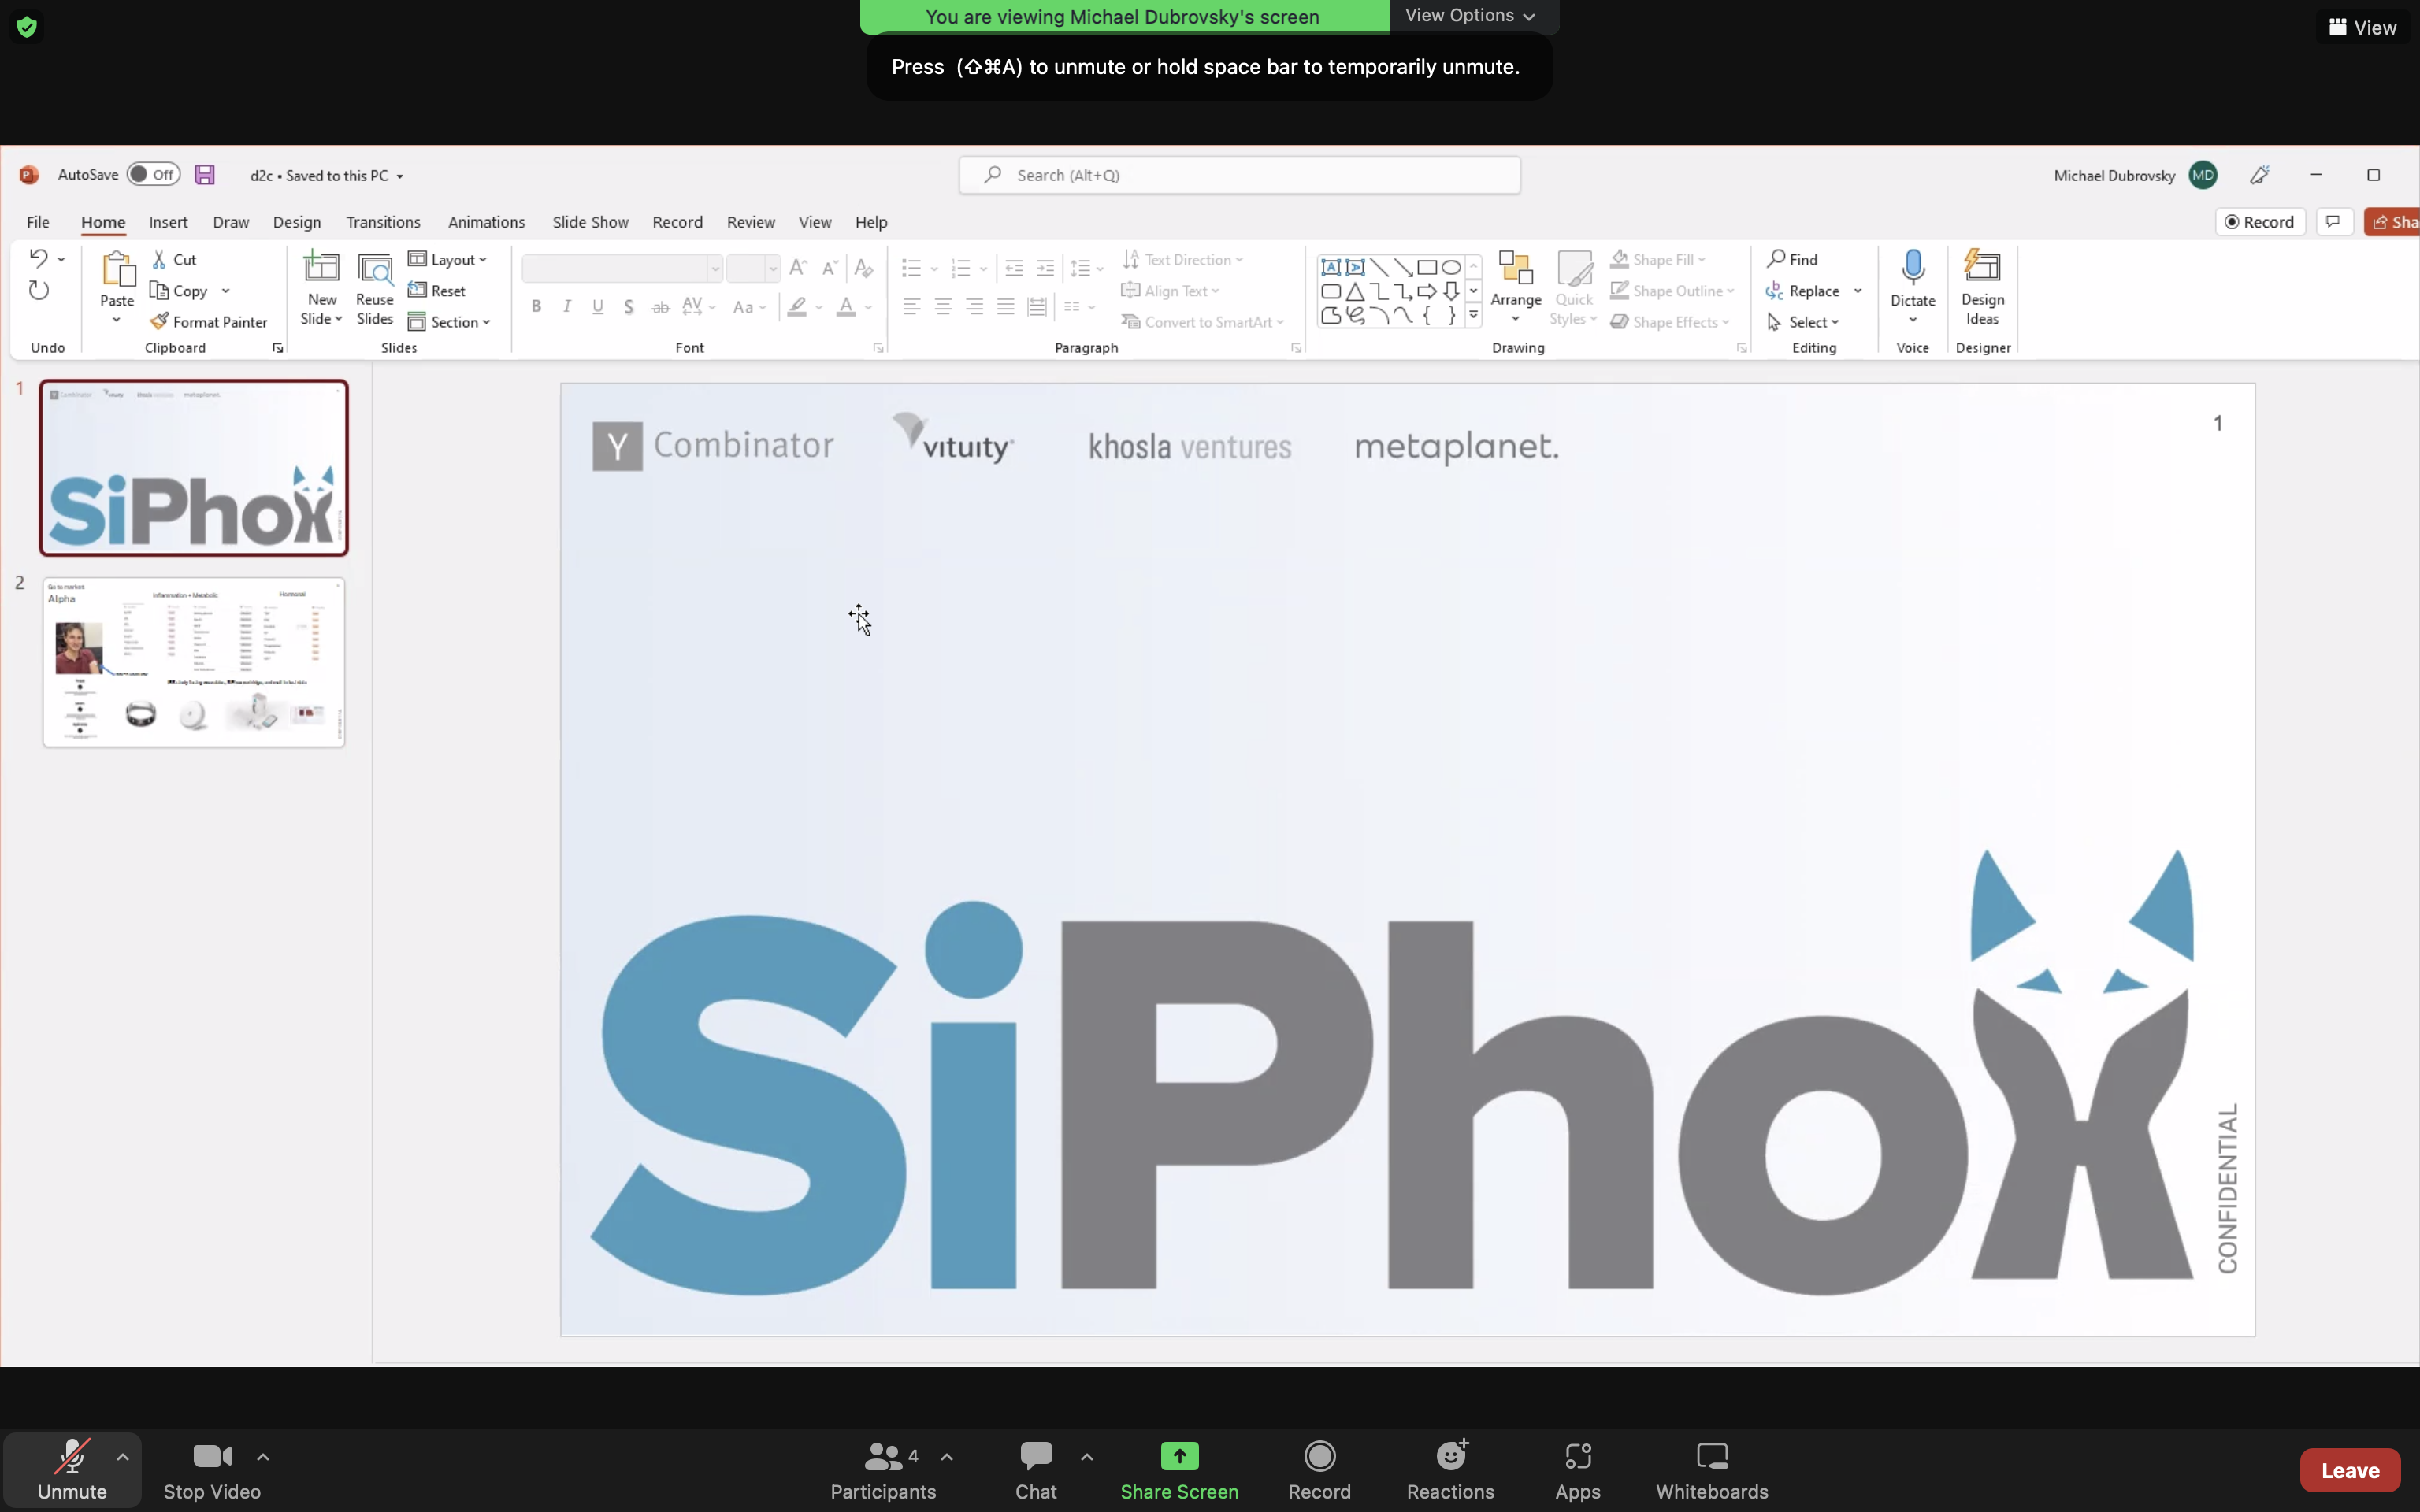 You are viewing Michael Dubrovsky's screen
View Options
View
Press (⇧⌘A) to unmute or hold space bar to temporarily unmute.
AutoSave Off
d2c • Saved to this PC
Search (Alt+Q)
Michael Dubrovsky MD
File Home Insert Draw Design Transitions Animations Slide Show Record Review View Help
Record
Sha
Undo
Paste
Cut
Copy
Format Painter
Clipboard
New Slide
Reuse Slides
Layout
Reset
Section
Slides
B I U S ab AV Aa A
Font
Text Direction
Align Text
Convert to SmartArt
Paragraph
Arrange
Quick Styles
Shape Fill
Shape Outline
Shape Effects
Drawing
Find
Replace
Select
Editing
Dictate
Voice
Design Ideas
Designer
1
SiPhox
2
Go to market
Alpha
Inflammation + Metabolic
Hormonal
Y Combinator
vituity
khosla ventures
metaplanet.
1
SiPhox
CONFIDENTIAL
Unmute
Stop Video
4
Participants
Chat
Share Screen
Record
Reactions
Apps
Whiteboards
Leave